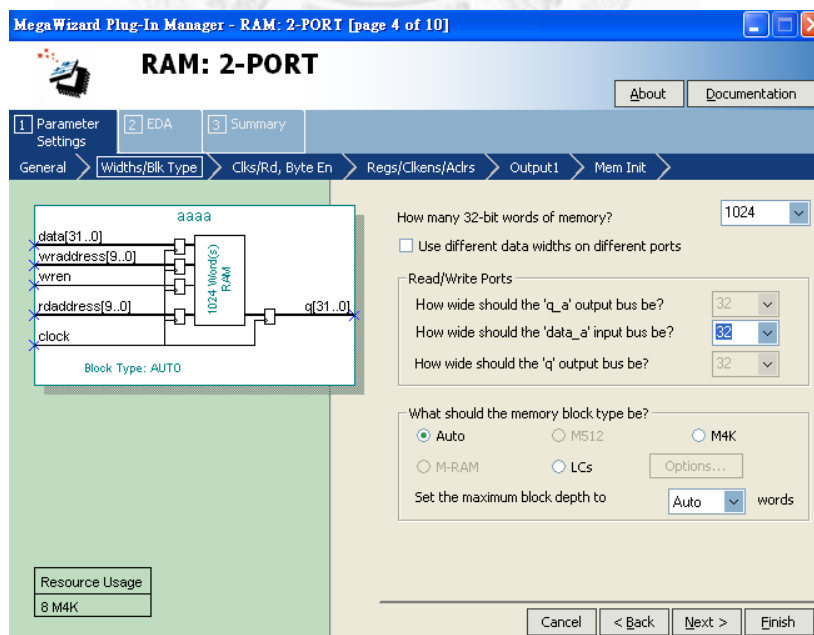 MegaWizard Plug-In Manager - RAM: 2-PORT [page 4 of 10]
RAM: 2-PORT
About
Documentation
1 Parameter Settings
2 EDA
3 Summary
General
Widths/Blk Type
Clks/Rd, Byte En
Regs/Clkens/Aclrs
Output1
Mem Init
aaaa
data[31..0]
wraddress[9..0]
wren
rdaddress[9..0]
clock
1024 Word(s)
RAM
q[31..0]
Block Type: AUTO
Resource Usage
8 M4K
How many 32-bit words of memory? 1024
Use different data widths on different ports
Read/Write Ports
How wide should the 'q_a' output bus be? 32
How wide should the 'data_a' input bus be? 32
How wide should the 'q' output bus be? 32
What should the memory block type be?
Auto
M512
M4K
M-RAM
LCs
Options...
Set the maximum block depth to Auto words
Cancel
< Back
Next >
Finish